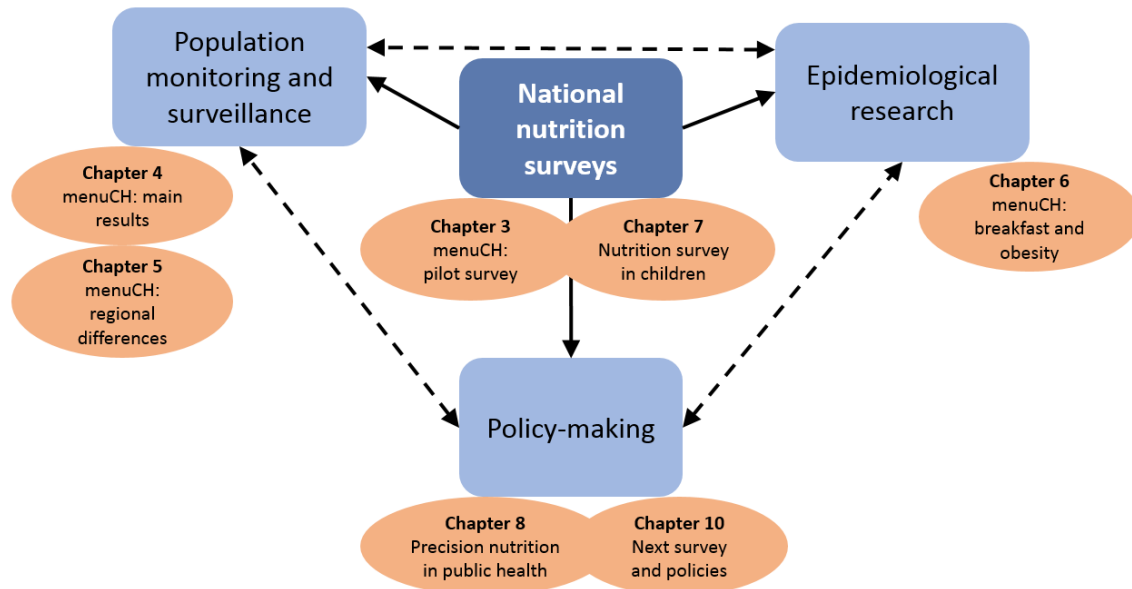 Population
monitoring and
surveillance
National
nutrition
surveys
Epidemiological
research
Chapter 4
menuCH: main
results
Chapter 5
menuCH:
regional
differences
Chapter 3
menuCH:
pilot survey
Chapter 7
Nutrition survey
in children
Chapter 6
menuCH:
breakfast and
obesity
Policy-making
Chapter 8
Precision nutrition
in public health
Chapter 10
Next survey
and policies